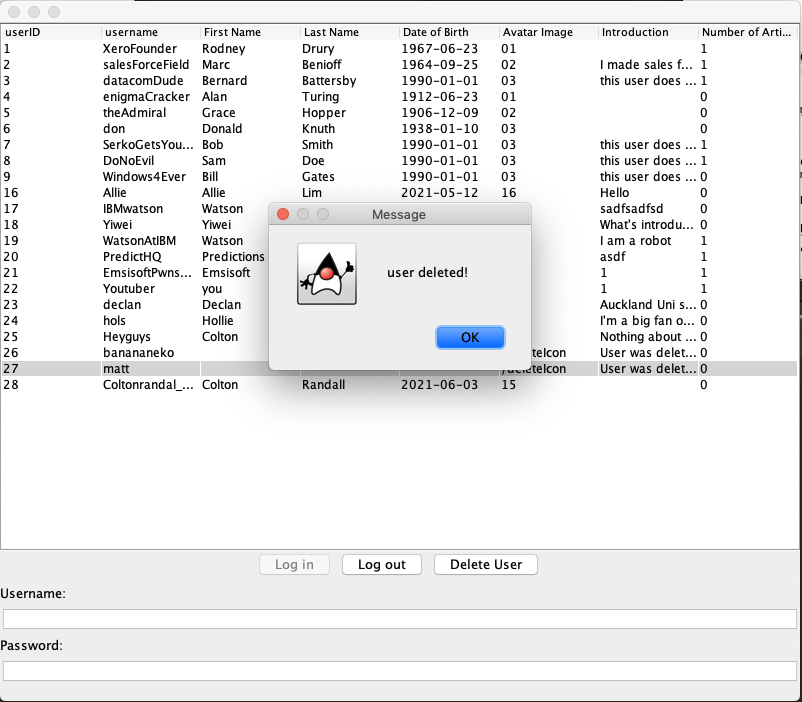 userID username First Name Last Name Date of Birth Avatar Image Introduction Number of Arti...
1 XeroFounder Rodney Drury 1967-06-23 01 1
2 salesForceField Marc Benioff 1964-09-25 02 I made sales f... 1
3 datacomDude Bernard Battersby 1990-01-01 03 this user does ... 1
4 enigmaCracker Alan Turing 1912-06-23 01 0
5 theAdmiral Grace Hopper 1906-12-09 02 0
6 don Donald Knuth 1938-01-10 03 0
7 SerkoGetsYou... Bob Smith 1990-01-01 03 this user does ... 1
8 DoNoEvil Sam Doe 1990-01-01 03 this user does ... 1
9 Windows4Ever Bill Gates 1990-01-01 03 this user does ... 0
16 Allie Allie Lim 2021-05-12 16 Hello 0
17 IBMwatson Watson sadfsadfsd 0
18 Yiwei Yiwei What's introdu... 0
19 WatsonAtIBM Watson I am a robot 1
20 PredictHQ Predictions asdf 1
21 EmsisoftPwns... Emsisoft 1 1
22 Youtuber you 1 1
23 declan Declan Auckland Uni s... 0
24 hols Hollie I'm a big fan o... 0
25 Heyguys Colton Nothing about ... 0
26 banananeko User was delet... 0
27 matt /deleteIcon User was delet... 0
28 Coltonrandal_... Colton Randall 2021-06-03 15 0
Message
user deleted!
OK
Log in Log out Delete User
Username:
Password: